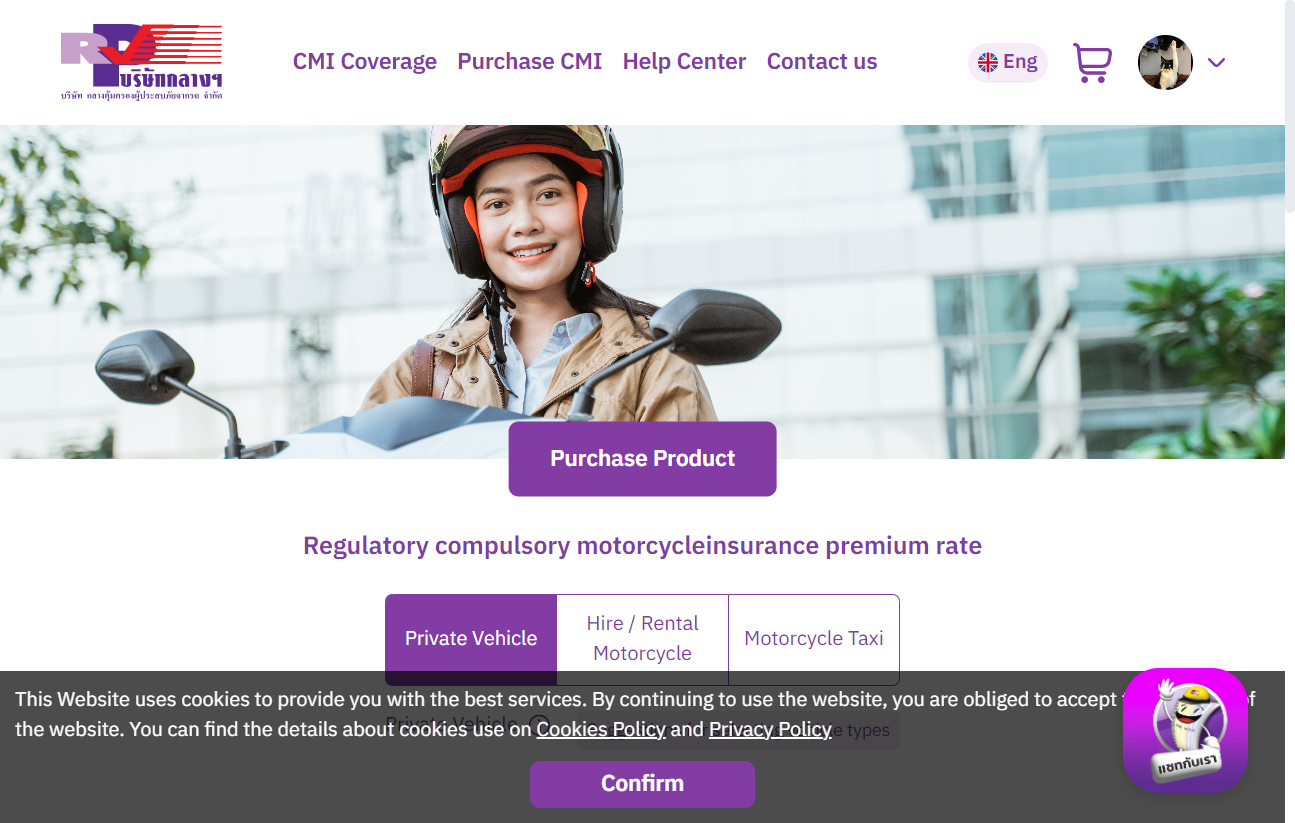 RP
บริษัทกลางฯ
บริษัท กลางคุ้มครองผู้ประสบภัยจากรถ จำกัด
CMI Coverage
Purchase CMI
Help Center
Contact us
Eng
Purchase Product
Regulatory compulsory motorcycleinsurance premium rate
Private Vehicle
Hire / Rental
Motorcycle
Motorcycle Taxi
This Website uses cookies to provide you with the best services. By continuing to use the website, you are obliged to accept
the website. You can find the details about cookies use on Cookies Policy and Privacy Policy
Private Vehicle
types
Confirm
แชทกับเรา